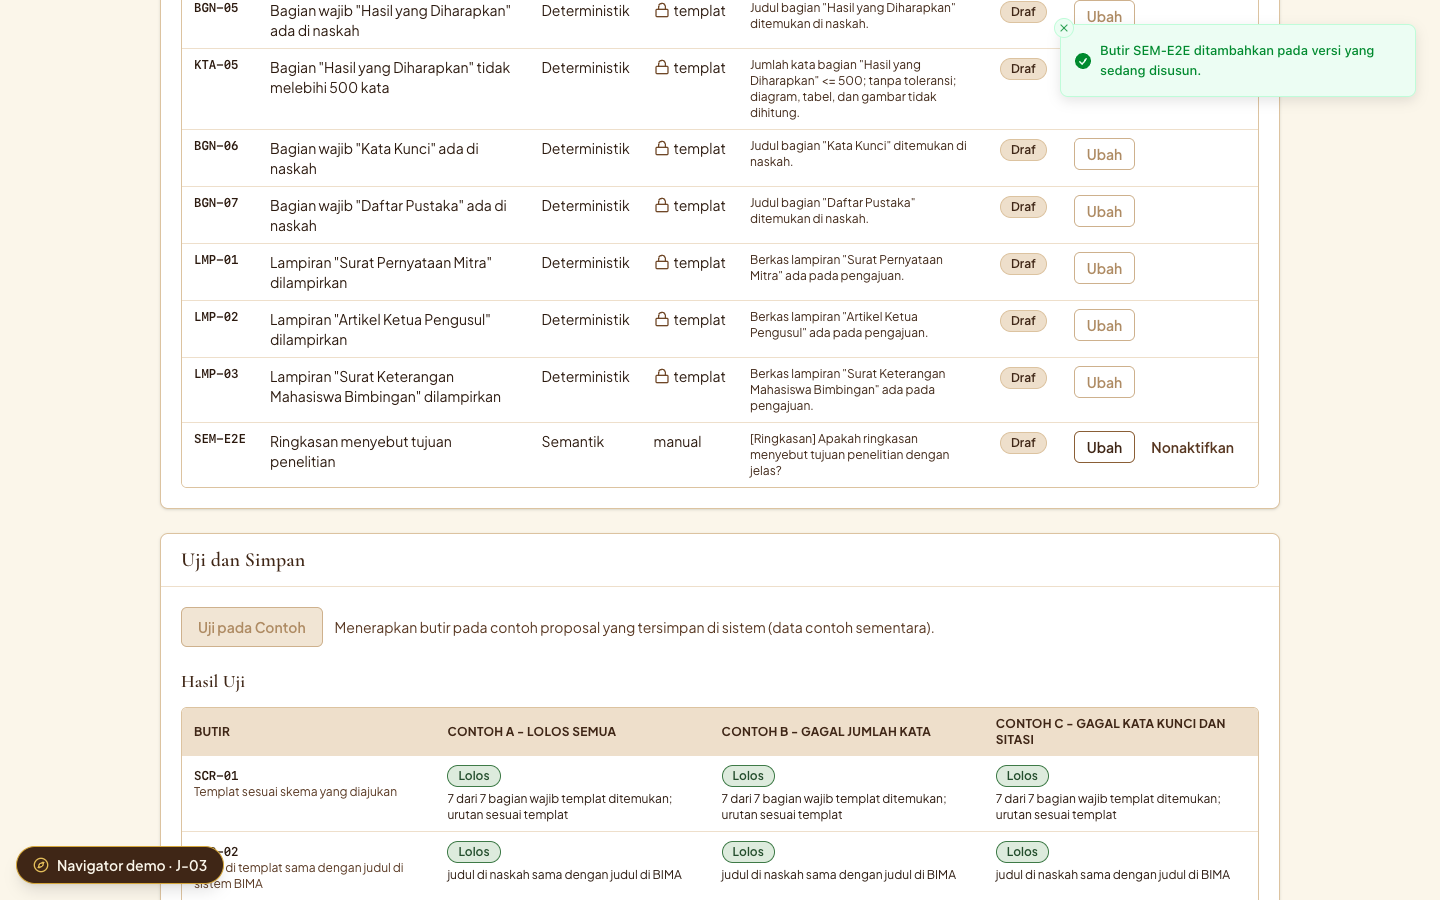 BGN-05
Bagian wajib "Hasil yang Diharapkan"
ada di naskah
Deterministik
templat
Judul bagian "Hasil yang Diharapkan"
ditemukan di naskah.
Draf
Ubah
Butir SEM-E2E ditambahkan pada versi yang
sedang disusun.
KTA-05
Bagian "Hasil yang Diharapkan" tidak
melebihi 500 kata
Deterministik
templat
Jumlah kata bagian "Hasil yang
Diharapkan" <= 500; tanpa toleransi;
diagram, tabel, dan gambar tidak
dihitung.
Draf
BGN-06
Bagian wajib "Kata Kunci" ada di
naskah
Deterministik
templat
Judul bagian "Kata Kunci" ditemukan di
naskah.
Draf
Ubah
BGN-07
Bagian wajib "Daftar Pustaka" ada di
naskah
Deterministik
templat
Judul bagian "Daftar Pustaka"
ditemukan di naskah.
Draf
Ubah
LMP-01
Lampiran "Surat Pernyataan Mitra"
dilampirkan
Deterministik
templat
Berkas lampiran "Surat Pernyataan
Mitra" ada pada pengajuan.
Draf
Ubah
LMP-02
Lampiran "Artikel Ketua Pengusul"
dilampirkan
Deterministik
templat
Berkas lampiran "Artikel Ketua
Pengusul" ada pada pengajuan.
Draf
Ubah
LMP-03
Lampiran "Surat Keterangan
Mahasiswa Bimbingan" dilampirkan
Deterministik
templat
Berkas lampiran "Surat Keterangan
Mahasiswa Bimbingan" ada pada
pengajuan.
Draf
Ubah
SEM-E2E
Ringkasan menyebut tujuan
penelitian
Semantik
manual
[Ringkasan] Apakah ringkasan
menyebut tujuan penelitian dengan
jelas?
Draf
Ubah
Nonaktifkan
Uji dan Simpan
Uji pada Contoh
Menerapkan butir pada contoh proposal yang tersimpan di sistem (data contoh sementara).
Hasil Uji
BUTIR
CONTOH A - LOLOS SEMUA
CONTOH B - GAGAL JUMLAH KATA
CONTOH C - GAGAL KATA KUNCI DAN
SITASI
SCR-01
Templat sesuai skema yang diajukan
Lolos
7 dari 7 bagian wajib templat ditemukan;
urutan sesuai templat
Lolos
7 dari 7 bagian wajib templat ditemukan;
urutan sesuai templat
Lolos
7 dari 7 bagian wajib templat ditemukan;
urutan sesuai templat
-02
di templat sama dengan judul di
sistem BIMA
Lolos
judul di naskah sama dengan judul di BIMA
Lolos
judul di naskah sama dengan judul di BIMA
Lolos
judul di naskah sama dengan judul di BIMA
Navigator demo · J-03